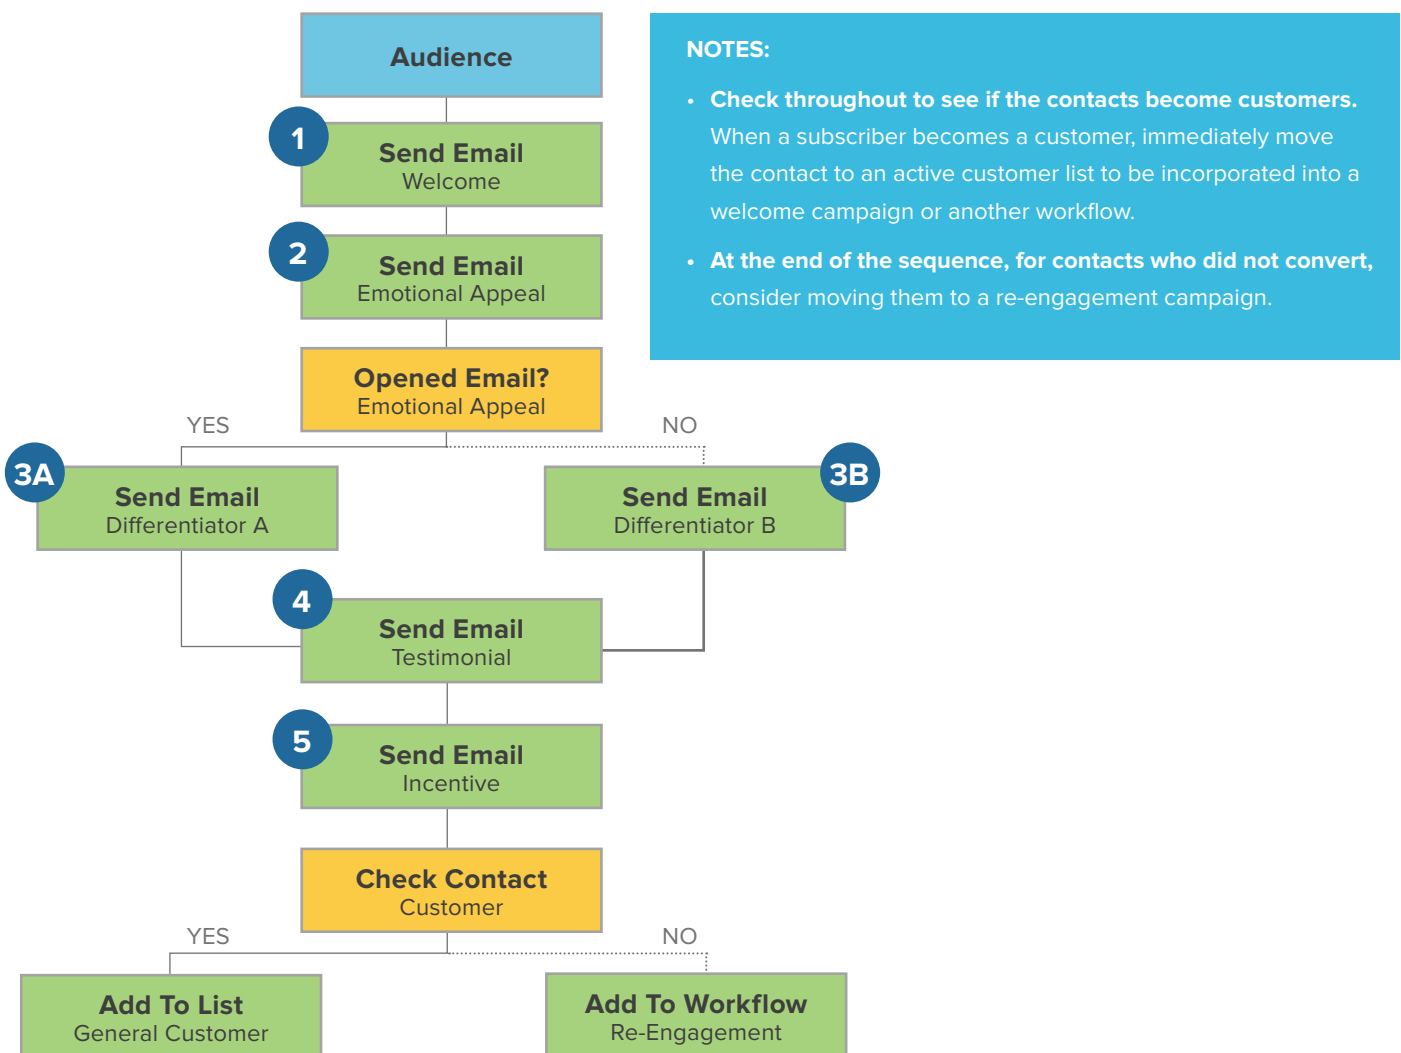 Audience
NOTES:
• Check throughout to see if the contacts become customers.
When a subscriber becomes a customer, immediately move
the contact to an active customer list to be incorporated into a
welcome campaign or another workflow.
• At the end of the sequence, for contacts who did not convert,
consider moving them to a re-engagement campaign.
1
Send Email
Welcome
2
Send Email
Emotional Appeal
Opened Email?
Emotional Appeal
YES
NO
3A
Send Email
Differentiator A
3B
Send Email
Differentiator B
4
Send Email
Testimonial
5
Send Email
Incentive
Check Contact
Customer
YES
NO
Add To List
General Customer
Add To Workflow
Re-Engagement